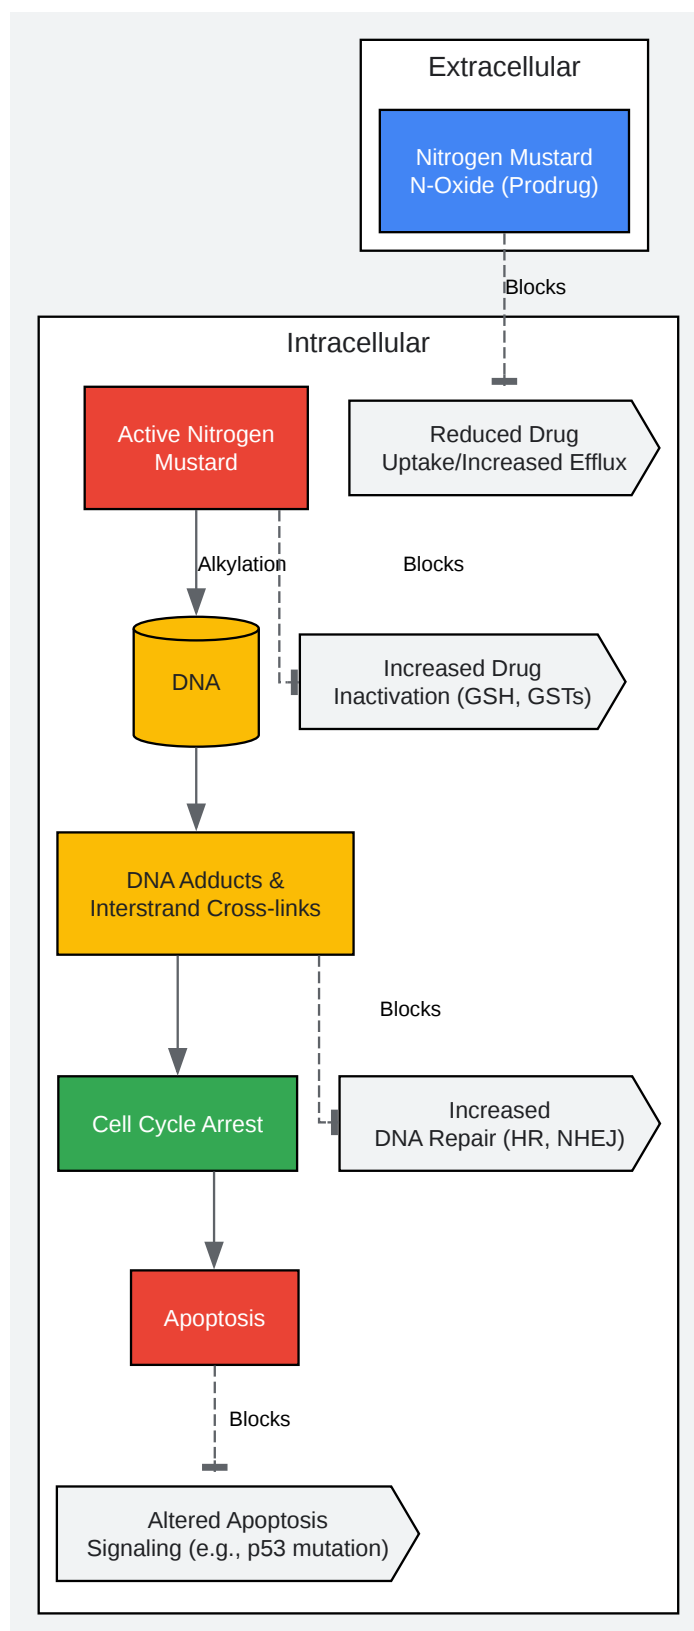 Extracellular
Nitrogen Mustard
N-Oxide (Prodrug)
Blocks
Intracellular
Active Nitrogen
Mustard
Reduced Drug
Uptake/Increased Efflux
Alkylation
Blocks
DNA
Increased Drug
Inactivation (GSH, GSTs)
DNA Adducts &
Interstrand Cross-links
Blocks
Cell Cycle Arrest
Increased
DNA Repair (HR, NHEJ)
Apoptosis
Blocks
Altered Apoptosis
Signaling (e.g., p53 mutation)